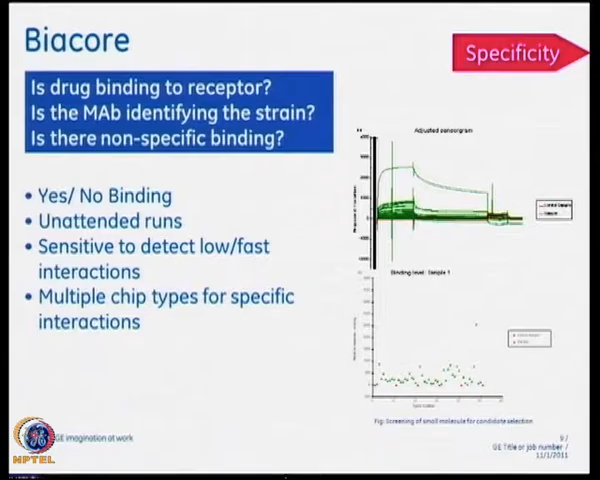 Biacore
Specificity
Is drug binding to receptor?
Is the MAb identifying the strain?
Is there non-specific binding?
• Yes/ No Binding
• Unattended runs
• Sensitive to detect low/fast
interactions
• Multiple chip types for specific
interactions
Adjusted sensorgram
Binding level: Sample 1
Fig: Screening of small molecule for candidate selection
GE imagination at work
NPTEL
9 /
GE Title or job number /
11/1/2011